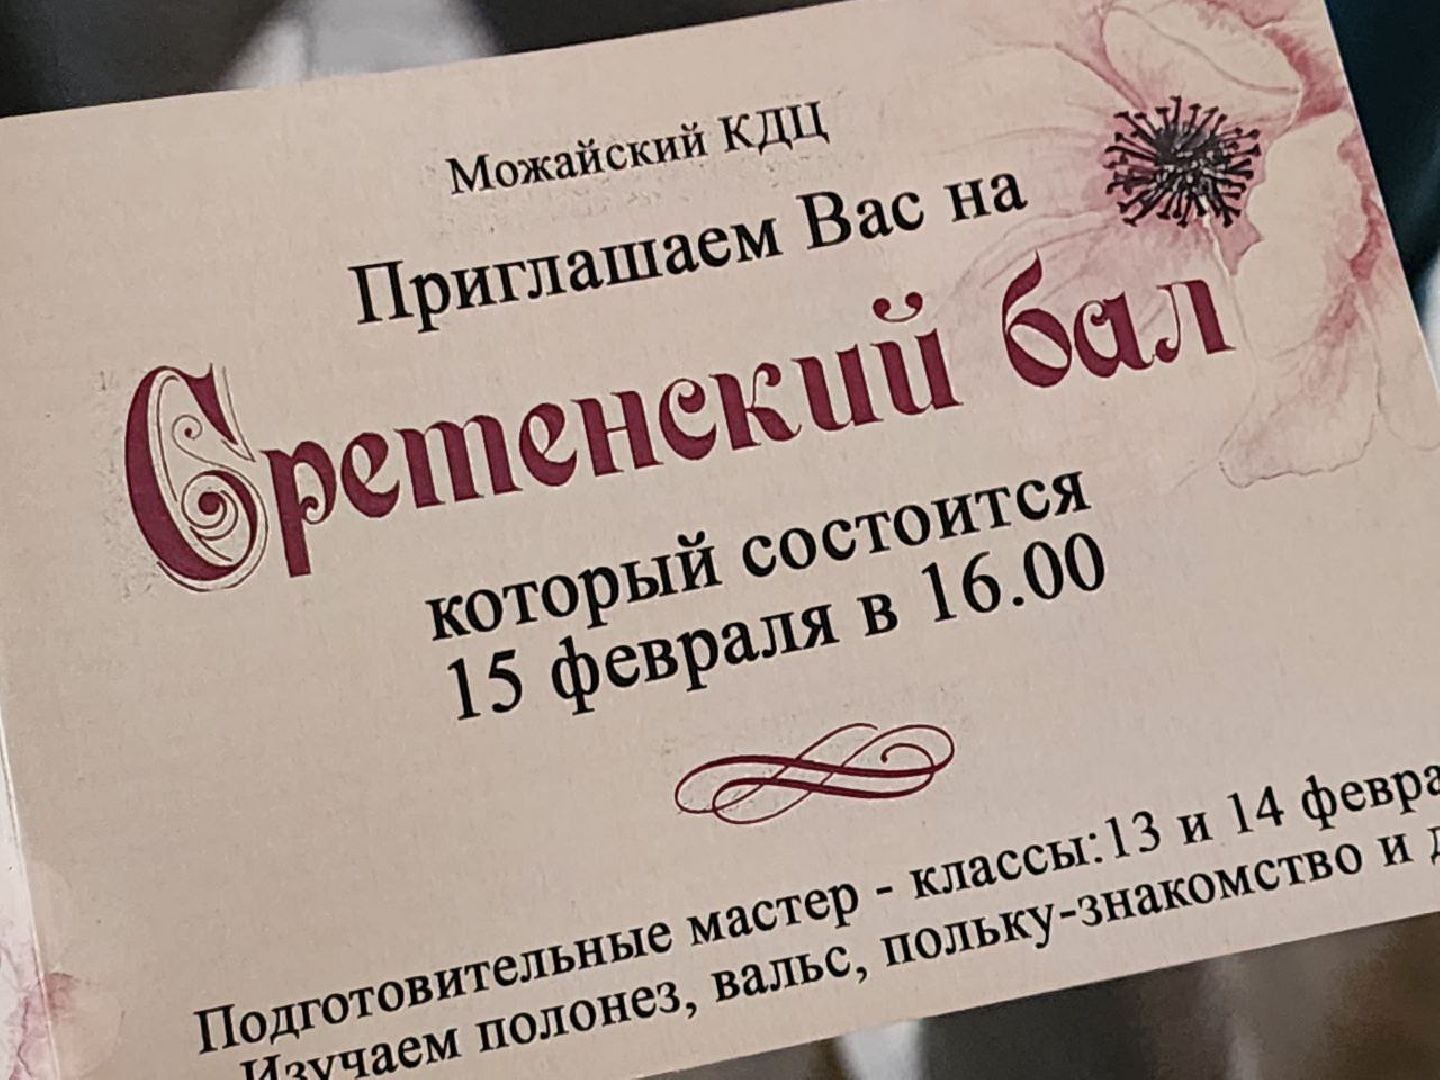 Можайский КДЦ
Приглашаем Вас на
Сретенский бал
который состоится
15 февраля в 16.00
Подготовительные мастер - классы:13 и 14
Изучаем полонез, вальс, польку-знакомство и